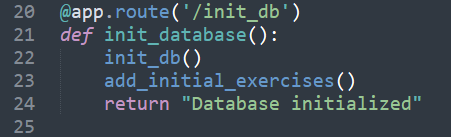 20 @app.route('/init_db')
21 def init_database():
22     init_db()
23     add_initial_exercises()
24     return "Database initialized"
25